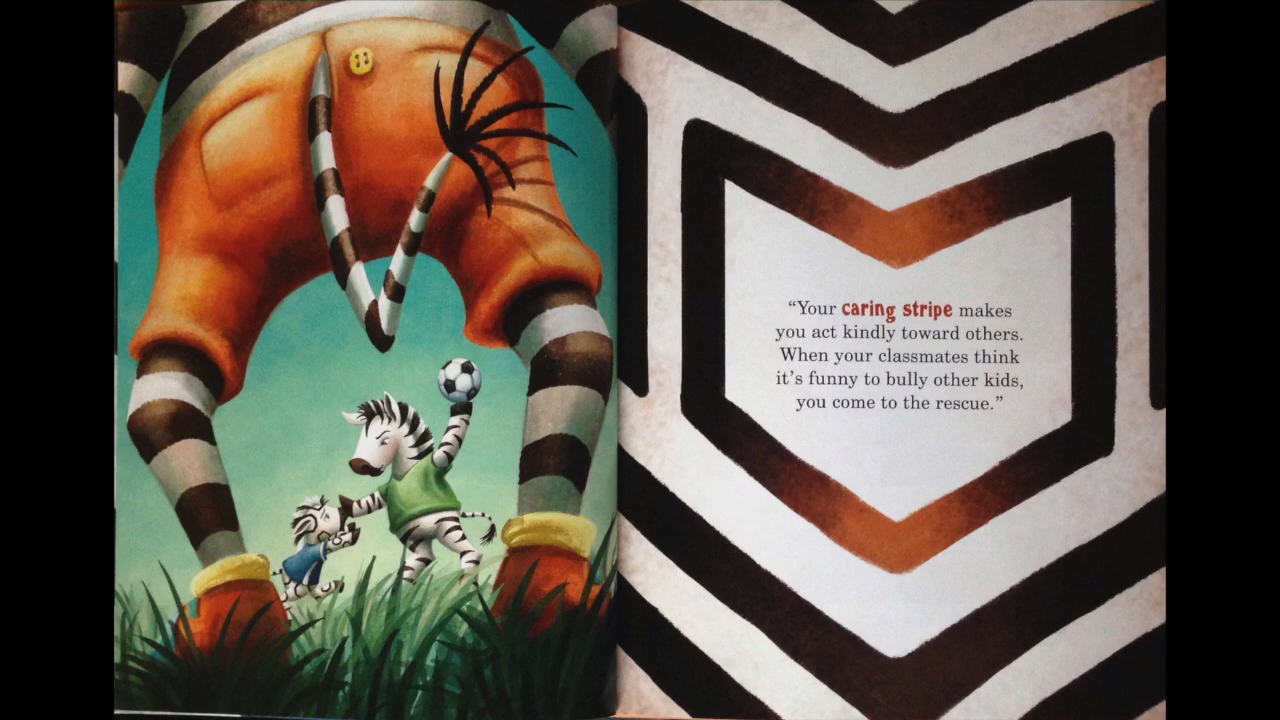 “Your caring stripe makes
you act kindly toward others.
When your classmates think
it’s funny to bully other kids,
you come to the rescue.”